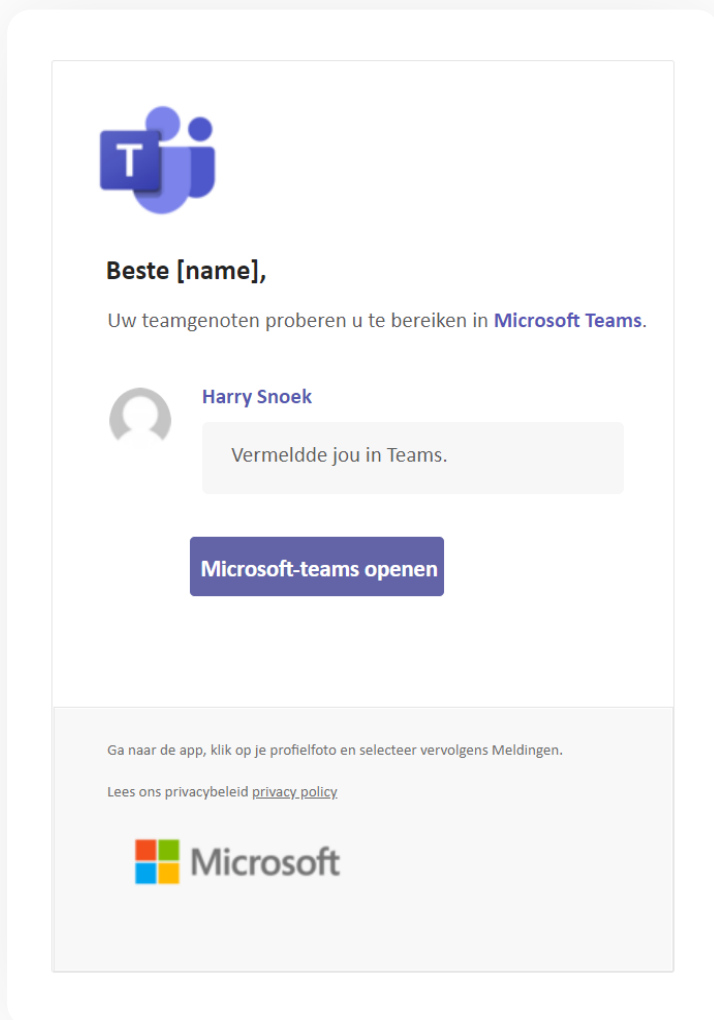 T
Beste [name],
Uw teamgenoten proberen u te bereiken in Microsoft Teams.
Harry Snoek
Vermeldde jou in Teams.
Microsoft-teams openen
Ga naar de app, klik op je profielfoto en selecteer vervolgens Meldingen.
Lees ons privacybeleid privacy policy
Microsoft